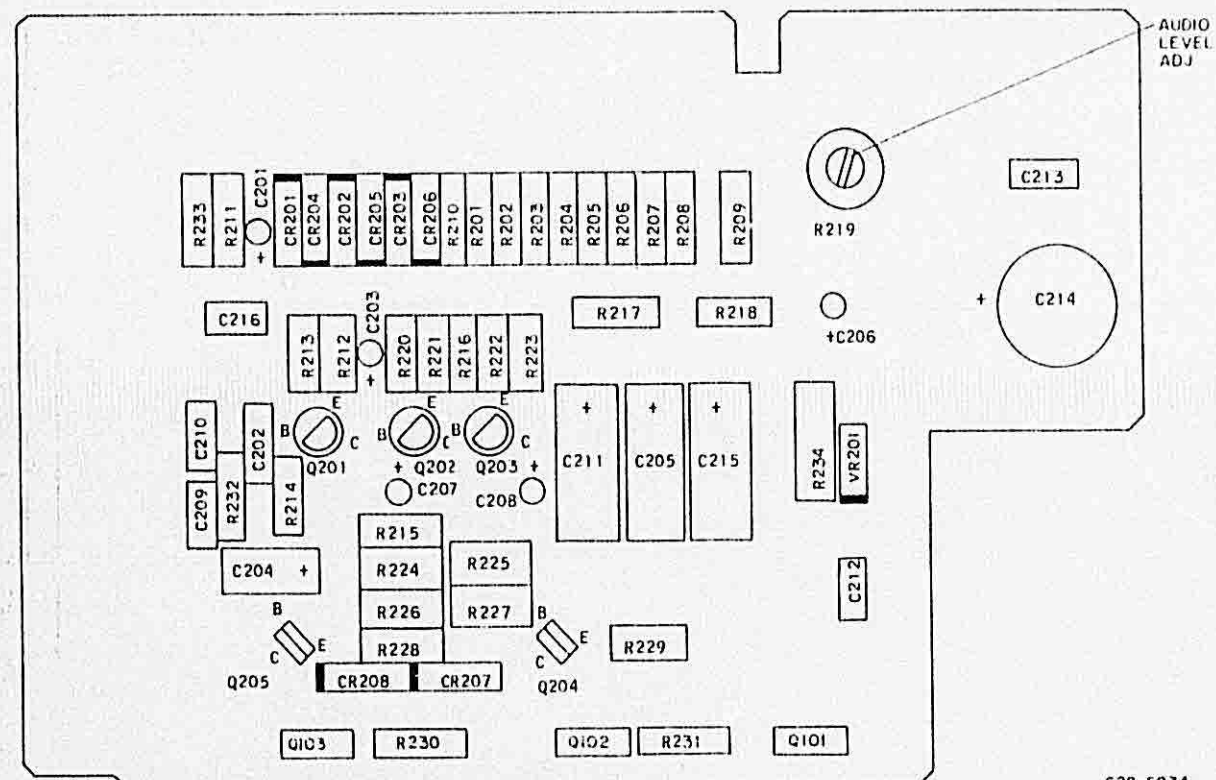 AUDIO
LEVEL
ADJ
R233
R211
C201
+
CR201
CR204
CR202
CR205
CR203
CR206
R210
R201
R202
R203
R204
R205
R206
R207
R208
R209
R219
C213
C216
R213
R212
C203
+
R220
R221
R216
R222
R223
R217
R218
+C206
+
C214
C210
C202
C209
R232
R214
B
E
C
Q201
B
E
C
Q202
B
E
C
Q203
+
C207
+
C208
+
C211
+
C205
+
C215
R234
VR201
C204 +
R215
R224
R226
R228
R225
R227
C212
B
E
C
Q205
CR208
CR207
B
E
C
Q204
R229
Q103
R230
Q102
R231
Q101